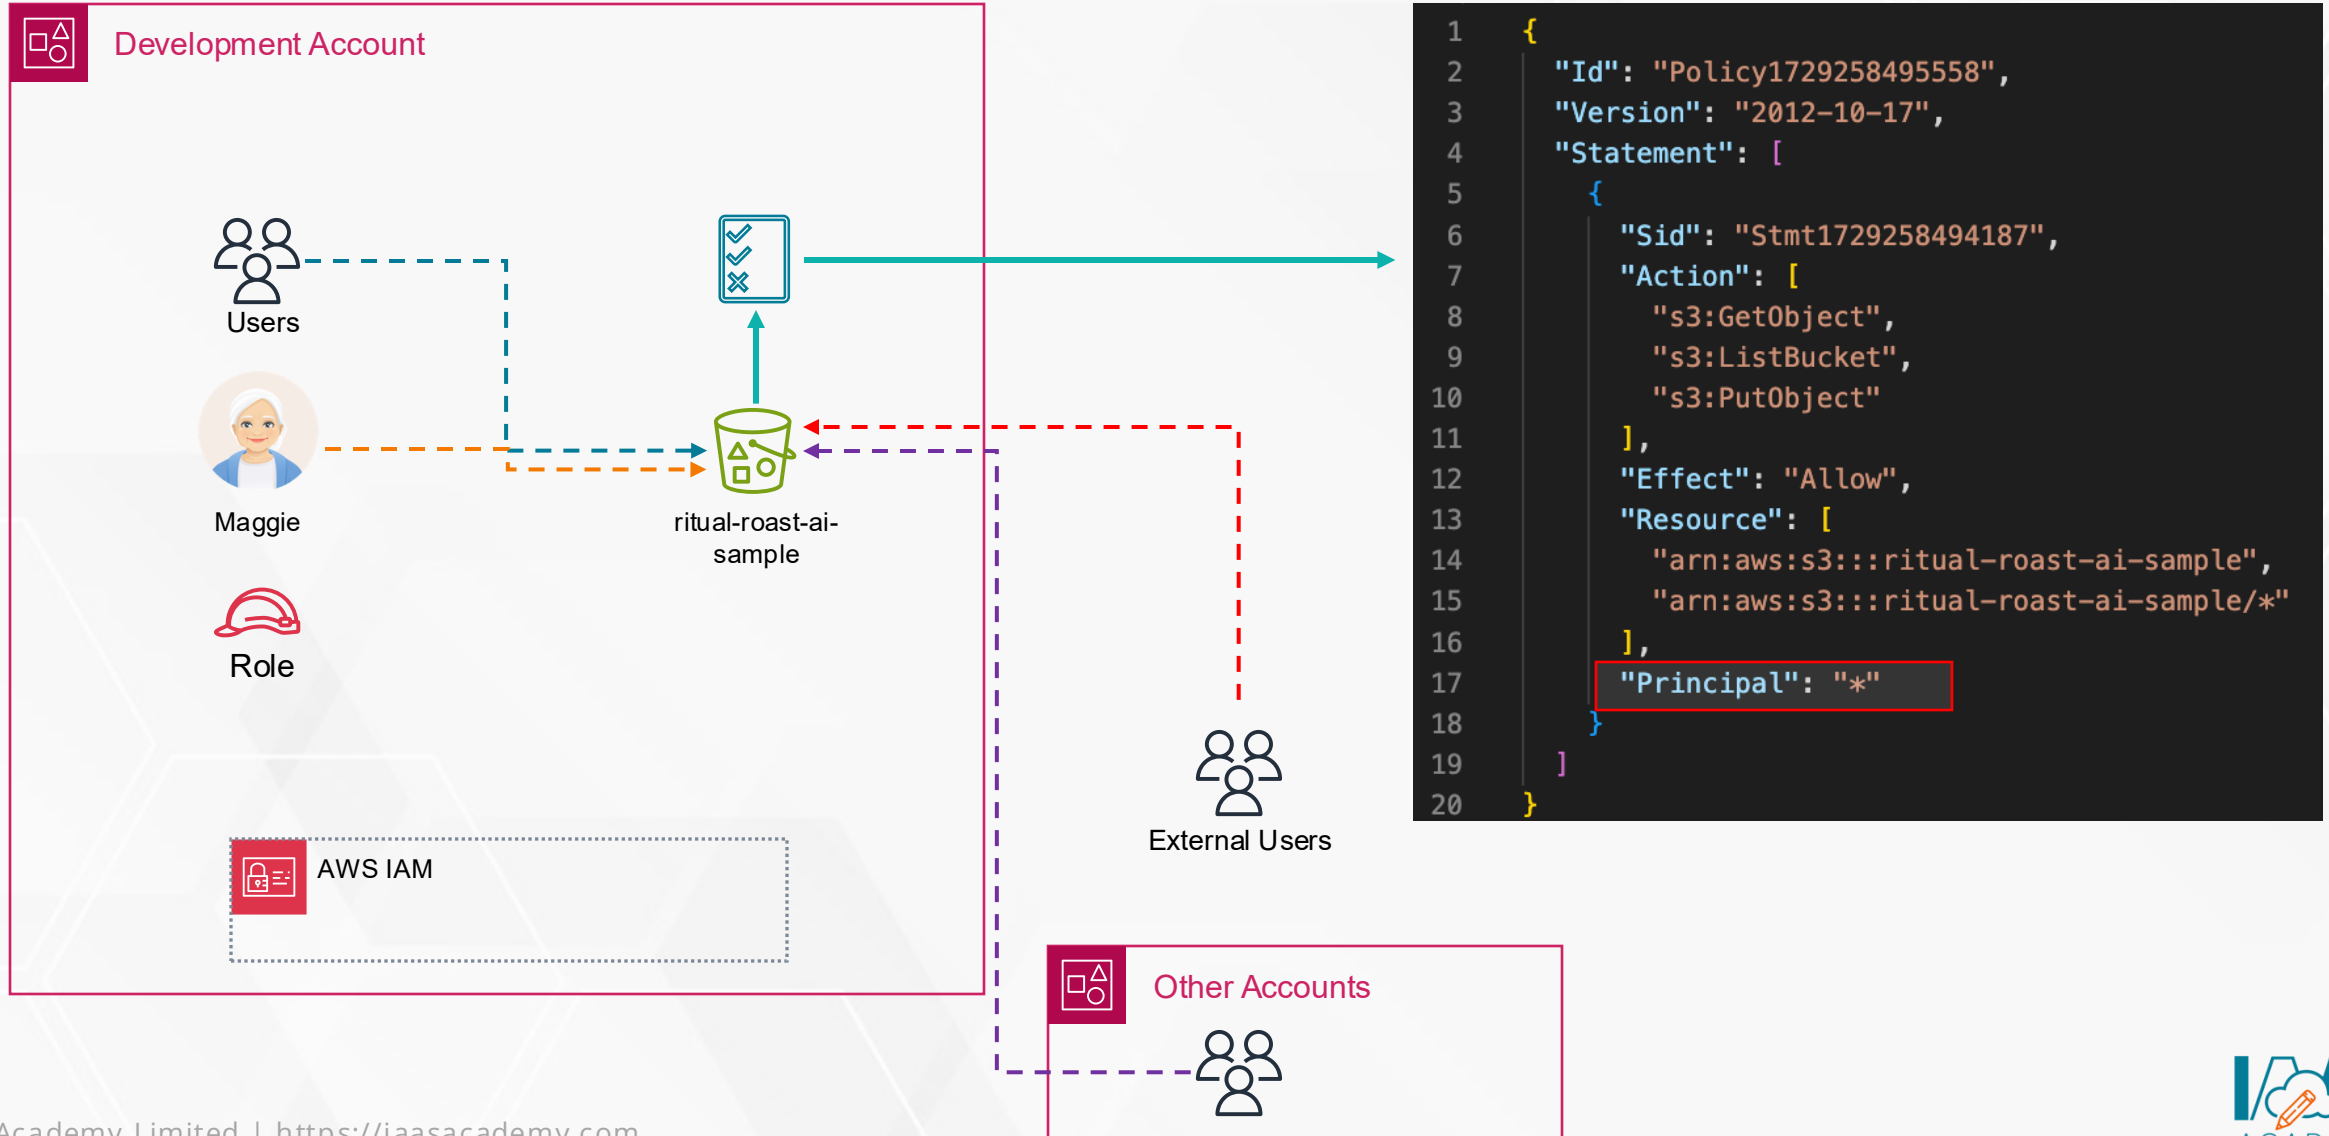 Development Account
Users
Maggie
Role
ritual-roast-ai-
sample
AWS IAM
External Users
Other Accounts
1 {
2 "Id": "Policy1729258495558",
3 "Version": "2012-10-17",
4 "Statement": [
5 {
6 "Sid": "Stmt1729258494187",
7 "Action": [
8 "s3:GetObject",
9 "s3:ListBucket",
10 "s3:PutObject"
11 ],
12 "Effect": "Allow",
13 "Resource": [
14 "arn:aws:s3:::ritual-roast-ai-sample",
15 "arn:aws:s3:::ritual-roast-ai-sample/*"
16 ],
17 "Principal": "*"
18 }
19 ]
20 }
Academy Limited | https://iaasacademy.com